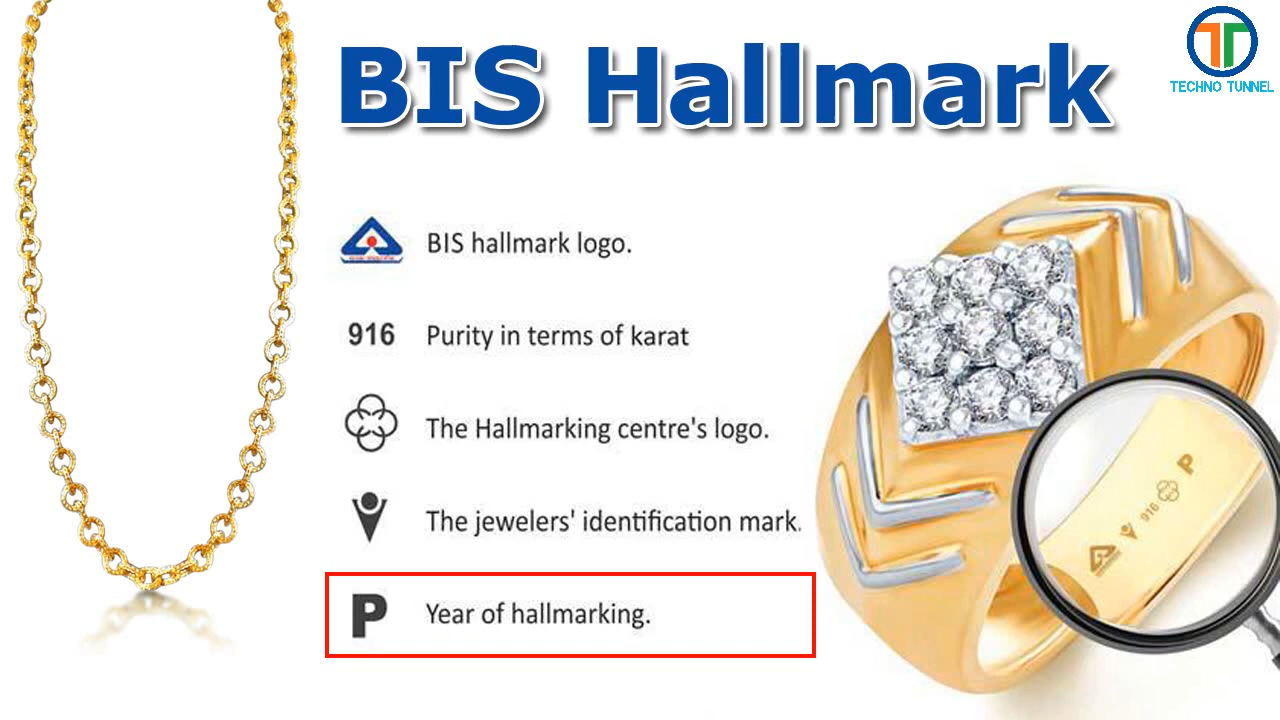 BIS Hallmark
TT
TECHNO TUNNEL
BIS hallmark logo.
916 Purity in terms of karat
The Hallmarking centre's logo.
The jewelers' identification mark.
P Year of hallmarking.
916 P